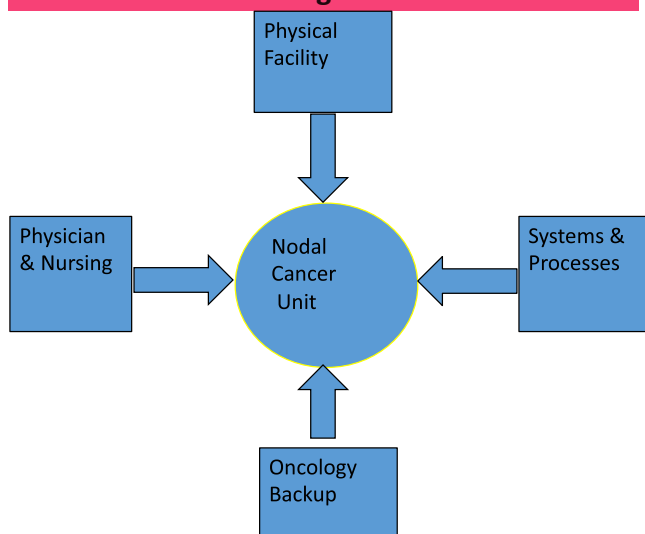 Physical
Facility
Physician
& Nursing
Nodal
Cancer
Unit
Systems &
Processes
Oncology
Backup